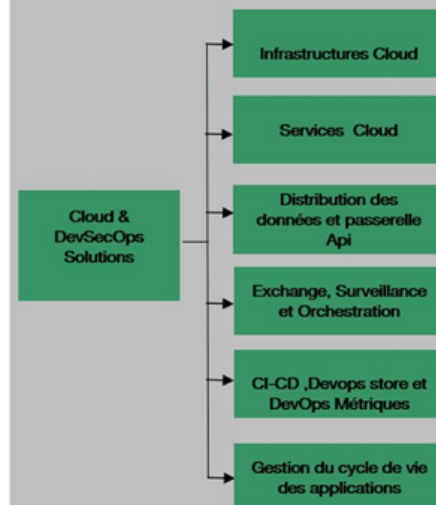 Infrastructures Cloud
Services Cloud
Cloud &
DevSecOps
Solutions
Distribution des
données et passerelle
Api
Exchange, Surveillance
et Orchestration
CI-CD ,Devops store et
DevOps Métriques
Gestion du cycle de vie
des applications